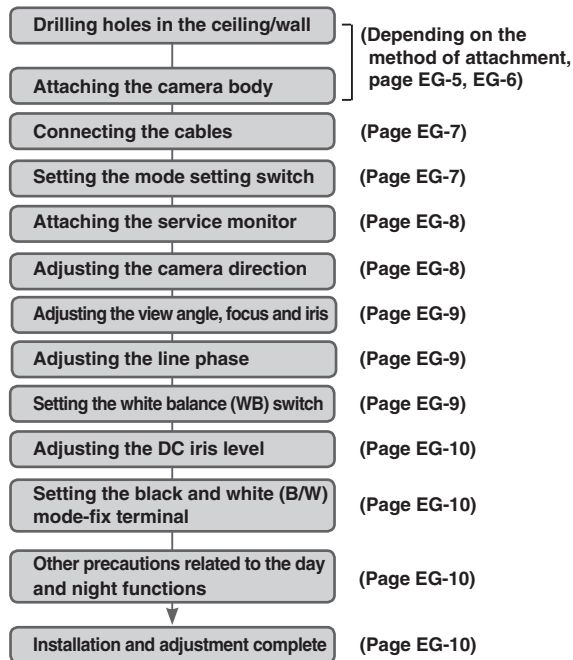 Drilling holes in the ceiling/wall
(Depending on the
method of attachment,
page EG-5, EG-6)
Attaching the camera body
Connecting the cables (Page EG-7)
Setting the mode setting switch (Page EG-7)
Attaching the service monitor (Page EG-8)
Adjusting the camera direction (Page EG-8)
Adjusting the view angle, focus and iris (Page EG-9)
Adjusting the line phase (Page EG-9)
Setting the white balance (WB) switch (Page EG-9)
Adjusting the DC iris level (Page EG-10)
Setting the black and white (B/W)
mode-fix terminal
(Page EG-10)
Other precautions related to the day
and night functions
(Page EG-10)
Installation and adjustment complete (Page EG-10)